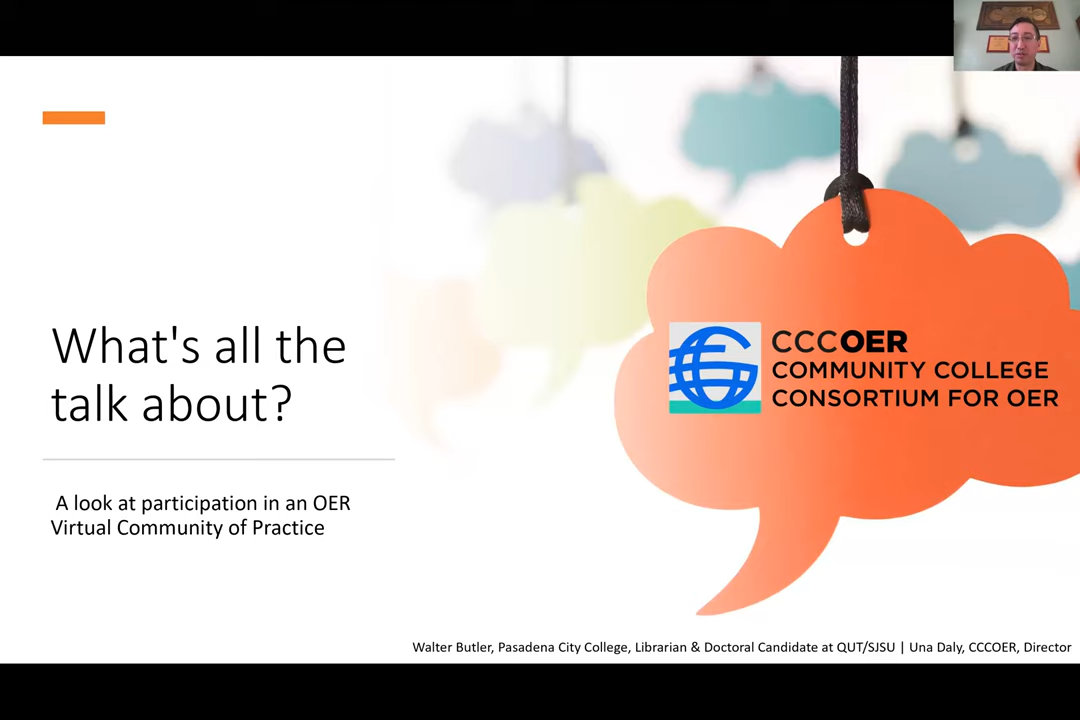 What's all the
talk about?
A look at participation in an OER
Virtual Community of Practice
CCCOER
COMMUNITY COLLEGE
CONSORTIUM FOR OER
Walter Butler, Pasadena City College, Librarian & Doctoral Candidate at QUT/SJSU | Una Daly, CCCOER, Director